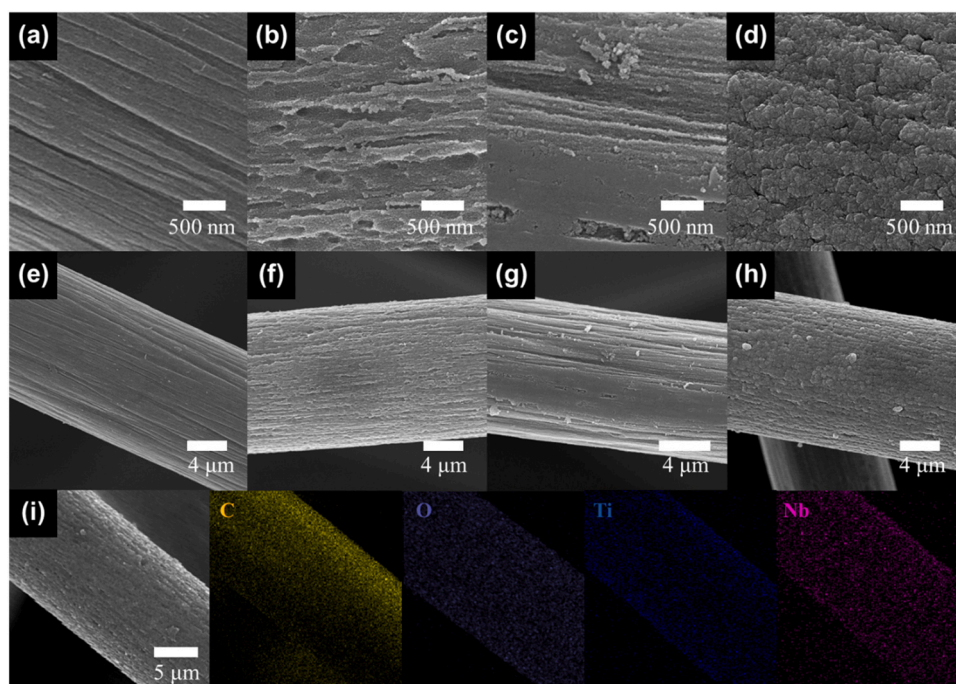 (a)
(b)
(c)
(d)
500 nm
500 nm
500 nm
500 nm
(e)
(f)
(g)
(h)
4 μm
4 μm
4 μm
4 μm
(i)
C
O
Ti
Nb
5 μm